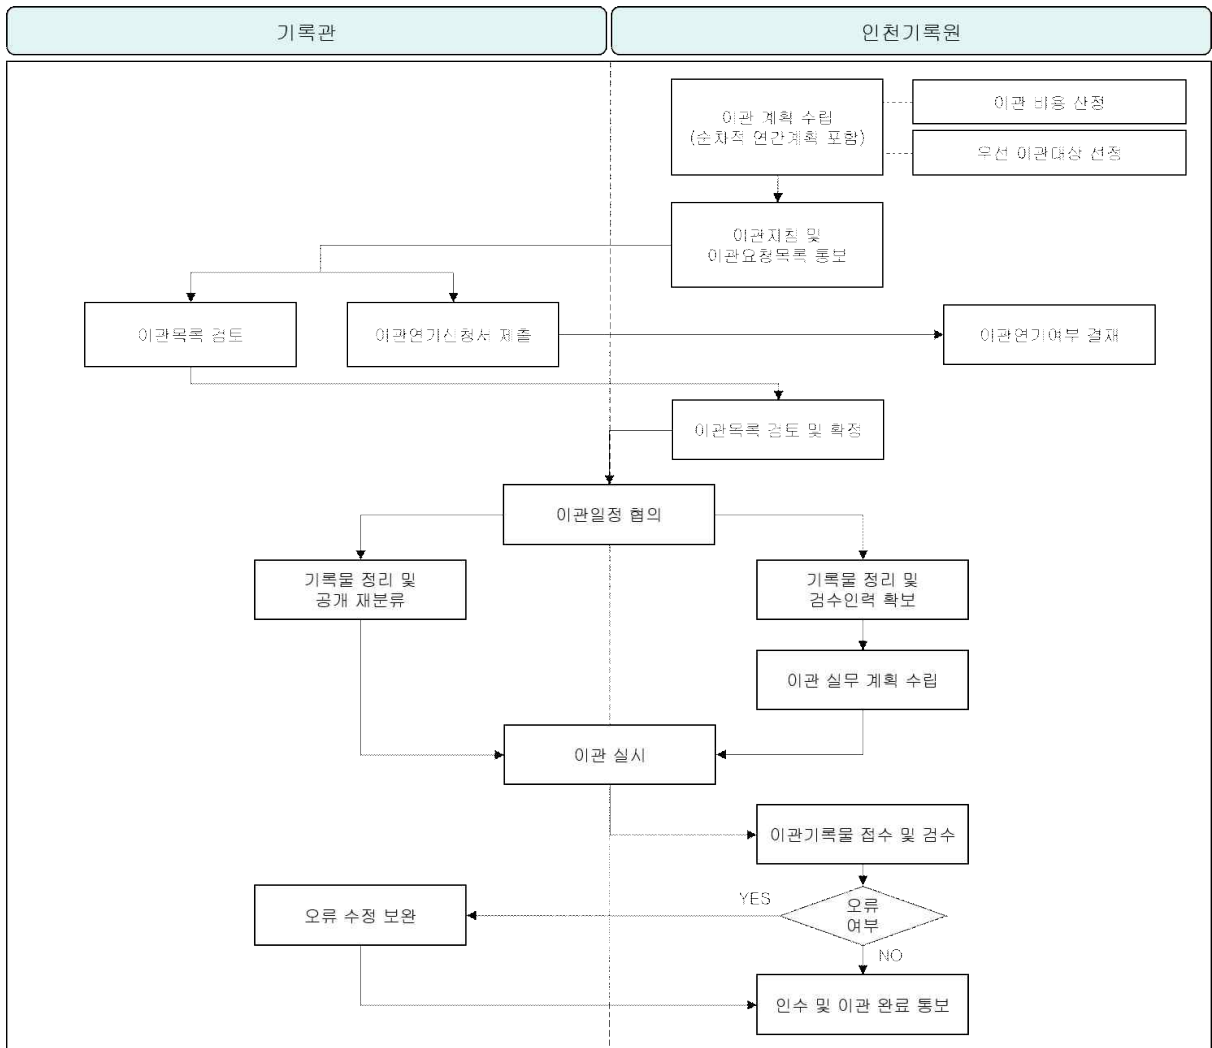 기록관
인천기록원
이관 계획 수립
(순차적 연간계획 포함)
이관 비용 산정
우선 이관대상 선정
이관지침 및
이관요청목록 통보
이관목록 검토
이관연기신청서 제출
이관연기여부 결재
이관목록 검토 및 확정
이관일정 협의
기록물 정리 및
공개 재분류
기록물 정리 및
검수인력 확보
이관 실무 계획 수립
이관 실시
이관기록물 접수 및 검수
오류 수정 보완
YES
오류
여부
NO
인수 및 이관 완료 통보